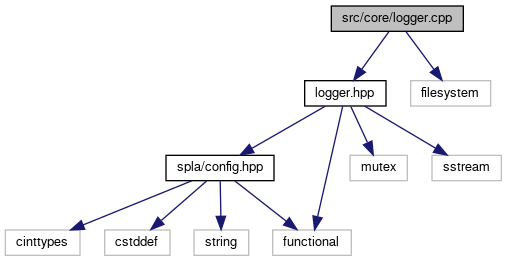 src/core/logger.cpp
logger.hpp
filesystem
spla/config.hpp
mutex
sstream
cinttypes
cstddef
string
functional